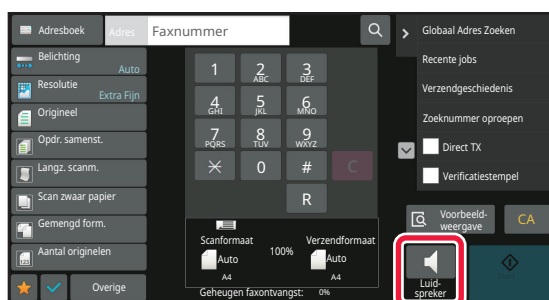 Adresboek
Adres
Faxnummer
Belichting
Auto
Resolutie
Extra Fijn
Origineel
Opdr. samenst.
Langz. scanm.
Scan zwaar papier
Gemengd form.
Aantal originelen
Overige
1
2
ABC
3
DEF
4
GHI
5
JKL
6
MNO
7
PQRS
8
TUV
9
WXYZ
0
#
C
R
Scanformaat
Auto
A4
100%
Verzendformaat
Auto
A4
Geheugen faxontvangst: 0%
Globaal Adres Zoeken
Recente jobs
Verzendgeschiedenis
Zoeknummer oproepen
Direct TX
Verificatiestempel
Voorbeeld-
weergave
CA
Luid-
spreker